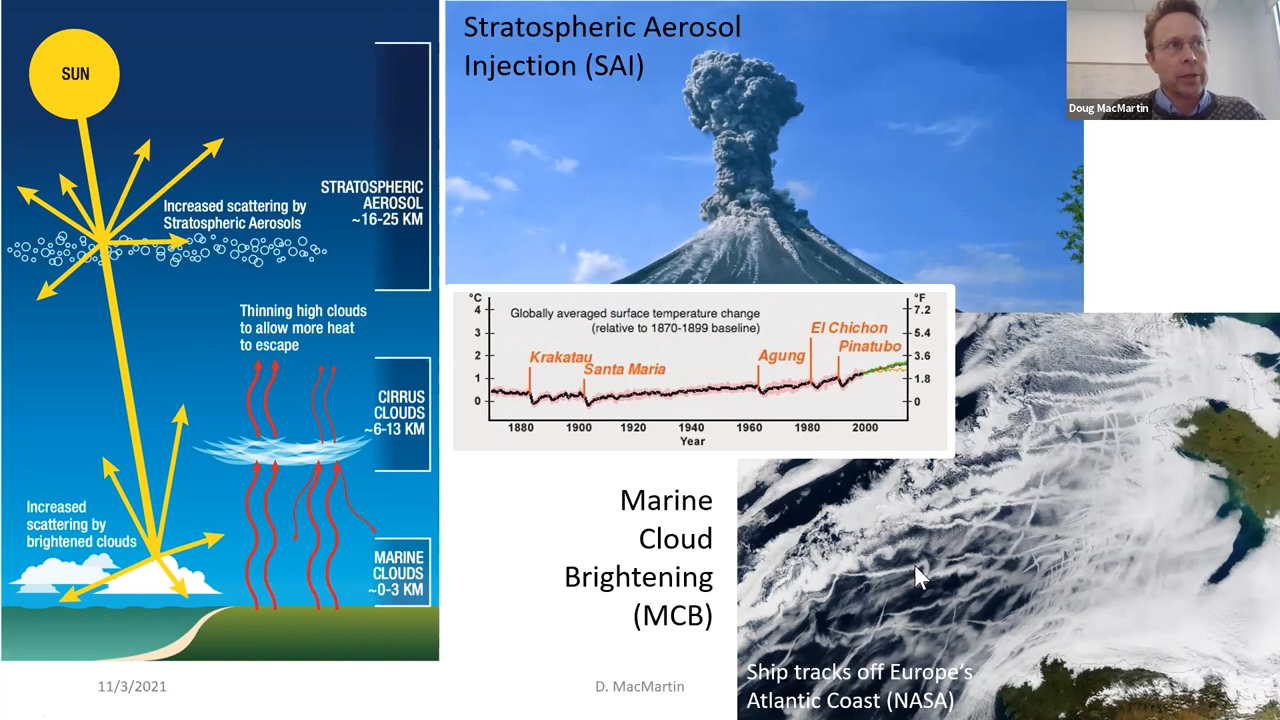 SUN
STRATOSPHERIC
AEROSOL
~16-25 KM
Increased scattering by
Stratospheric Aerosols
Thinning high clouds
to allow more heat
to escape
CIRRUS
CLOUDS
~6-13 KM
Increased
scattering by
brightened clouds
MARINE
CLOUDS
~0-3 KM
Stratospheric Aerosol
Injection (SAI)
Doug MacMartin
°C
°F
4
3
2
1
0
7.2
5.4
3.6
1.8
0
Globally averaged surface temperature change
(relative to 1870-1899 baseline)
Krakatau
Santa Maria
Agung
El Chichon
Pinatubo
1880 1900 1920 1940 1960 1980 2000
Year
Marine
Cloud
Brightening
(MCB)
Ship tracks off Europe's
Atlantic Coast (NASA)
11/3/2021
D. MacMartin